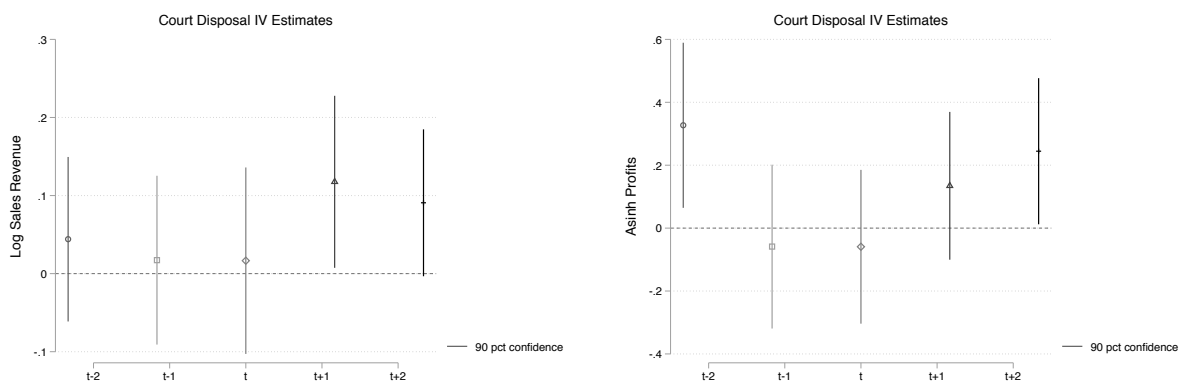 Court Disposal IV Estimates
.3
.2
.1
0
-.1
Log Sales Revenue
t-2 t-1 t t+1 t+2
90 pct confidence
Court Disposal IV Estimates
.6
.4
.2
0
-.2
-.4
Asinh Profits
t-2 t-1 t t+1 t+2
90 pct confidence